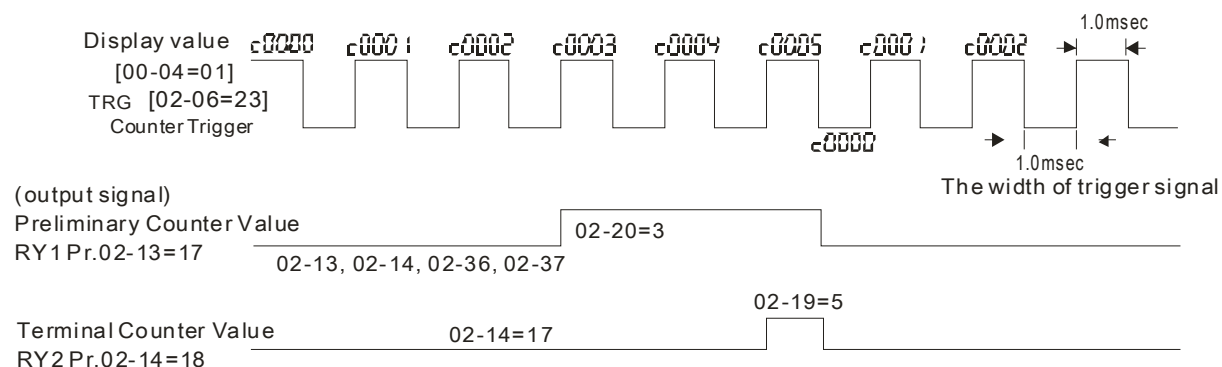 1.0msec
Display value c0000 c0001 c0002 c0003 c0004 c0005 c0001 c0002
[00-04=01]
TRG [02-06=23]
Counter Trigger
c0000
1.0msec
The width of trigger signal
(output signal)
Preliminary Counter Value
02-20=3
RY1 Pr.02-13=17
02-13, 02-14, 02-36, 02-37
02-19=5
Terminal Counter Value
02-14=17
RY2 Pr.02-14=18